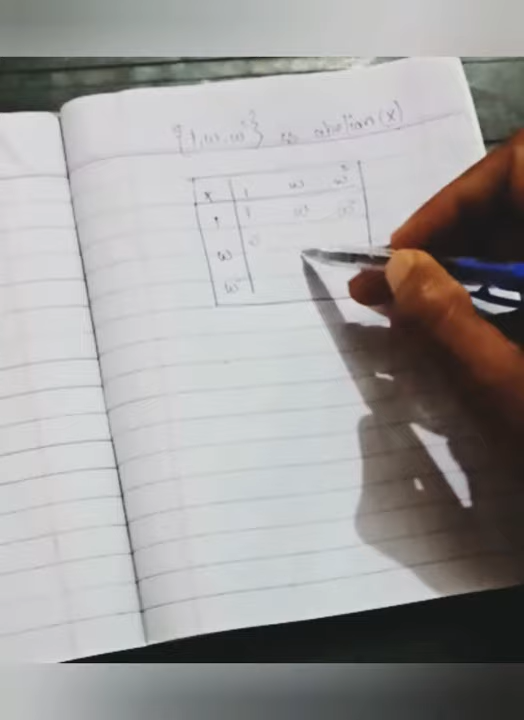 {1, ω, ω²} is abelian (x)
x 1 ω ω²
1 1 ω ω²
ω ω
ω²